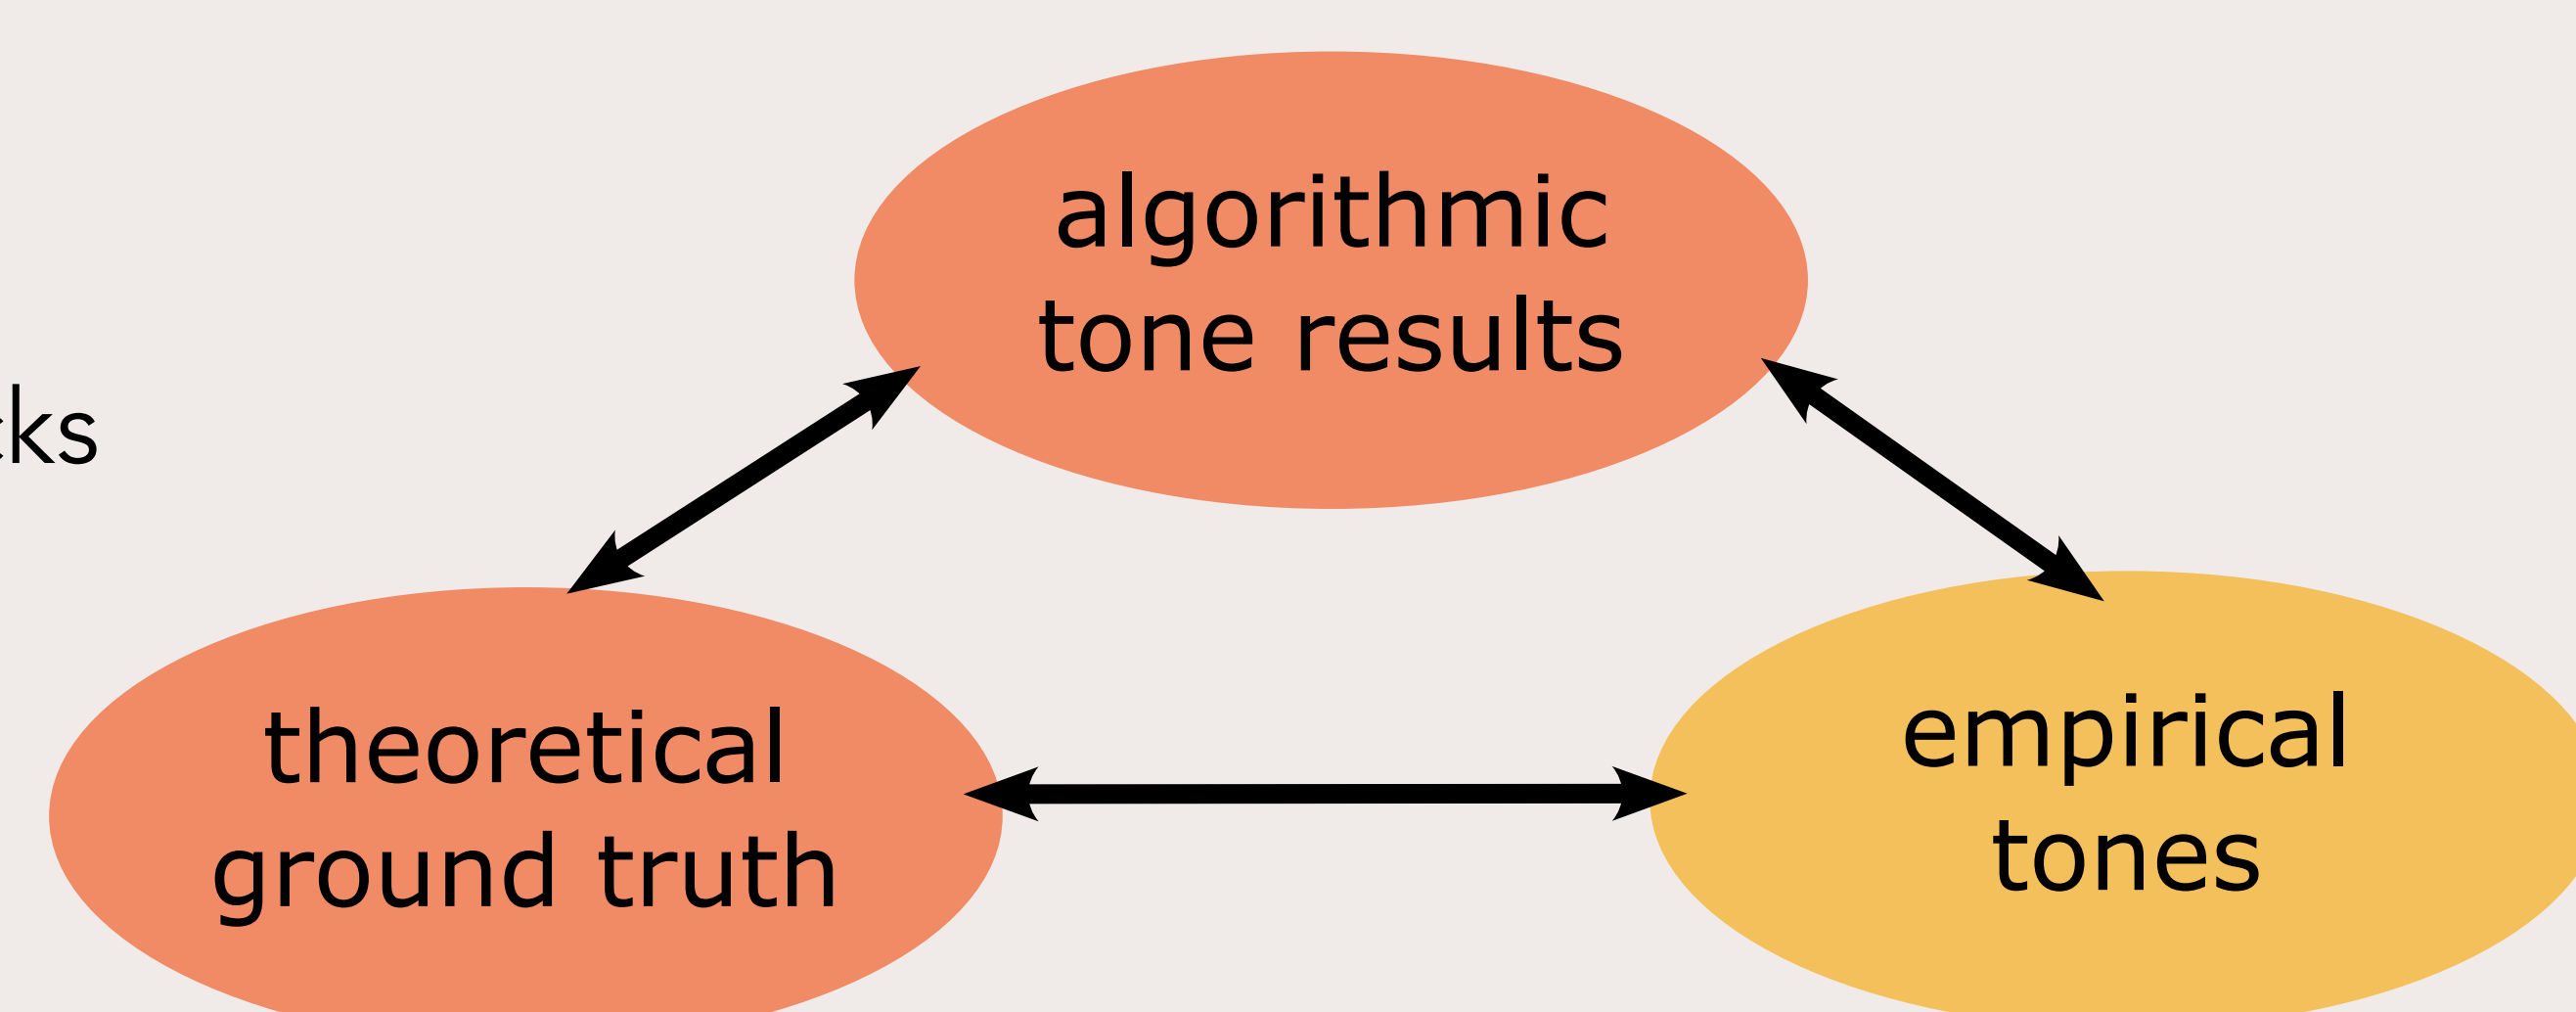 algorithmic
tone results
theoretical
ground truth
empirical
tones